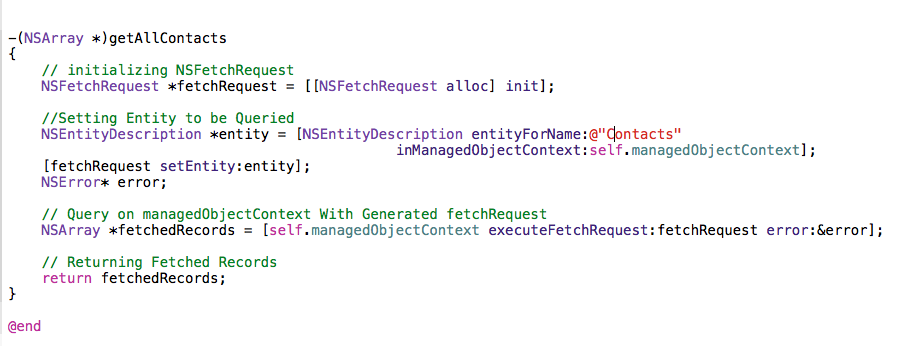 -(NSArray *)getAllContacts
{
    // initializing NSFetchRequest
    NSFetchRequest *fetchRequest = [[NSFetchRequest alloc] init];
    //Setting Entity to be Queried
    NSEntityDescription *entity = [NSEntityDescription entityForName:@"Contacts"
                                              inManagedObjectContext:self.managedObjectContext];
    [fetchRequest setEntity:entity];
    NSError* error;
    // Query on managedObjectContext With Generated fetchRequest
    NSArray *fetchedRecords = [self.managedObjectContext executeFetchRequest:fetchRequest error:&error];
    // Returning Fetched Records
    return fetchedRecords;
}
@end